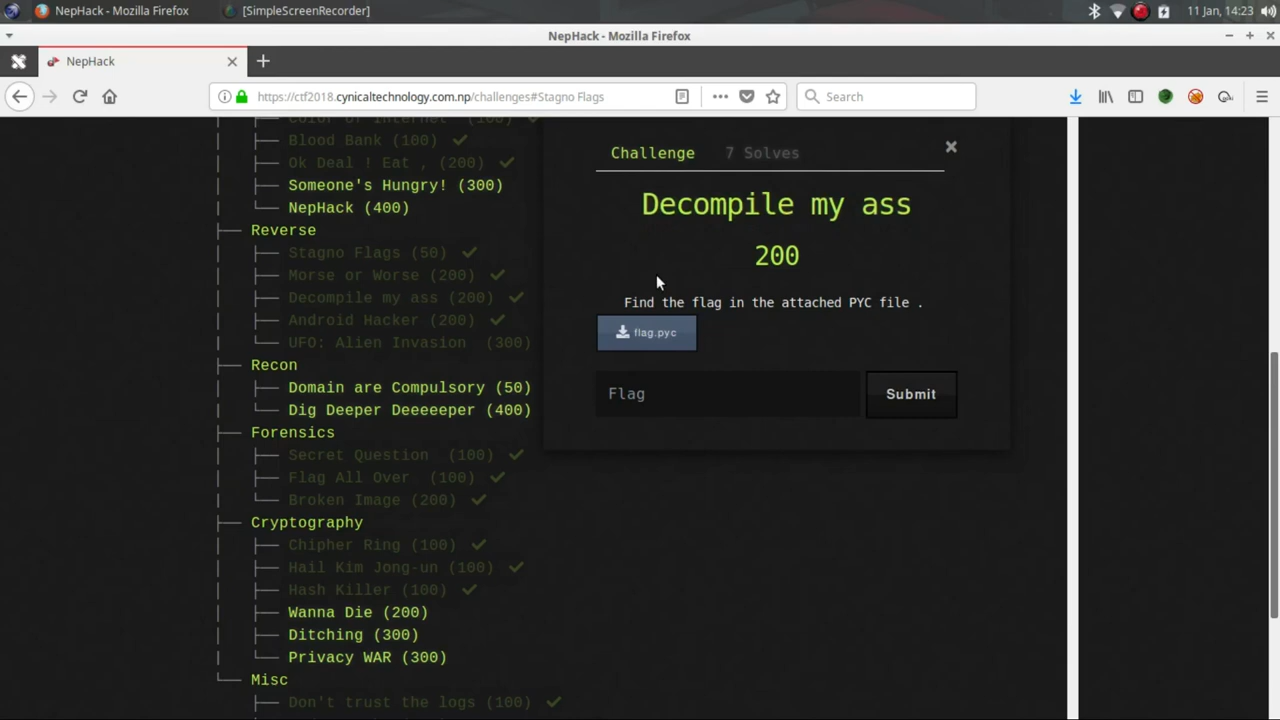 NepHack - Mozilla Firefox
[SimpleScreenRecorder]
11 Jan, 14:23
NepHack - Mozilla Firefox
NepHack
https://ctf2018.cynicaltechnology.com.np/challenges#Stagno Flags
Search
Color of Internet (100)
Blood Bank (100)
Ok Deal ! Eat , (200)
Someone's Hungry! (300)
NepHack (400)
Reverse
Stagno Flags (50)
Morse or Worse (200)
Decompile my ass (200)
Android Hacker (200)
UFO: Alien Invasion (300)
Recon
Domain are Compulsory (50)
Dig Deeper Deeeeeper (400)
Forensics
Secret Question (100)
Flag All Over (100)
Broken Image (200)
Cryptography
Chipher Ring (100)
Hail Kim Jong-un (100)
Hash Killer (100)
Wanna Die (200)
Ditching (300)
Privacy WAR (300)
Misc
Don't trust the logs (100)
Challenge 7 Solves
Decompile my ass
200
Find the flag in the attached PYC file .
flag.pyc
Flag
Submit